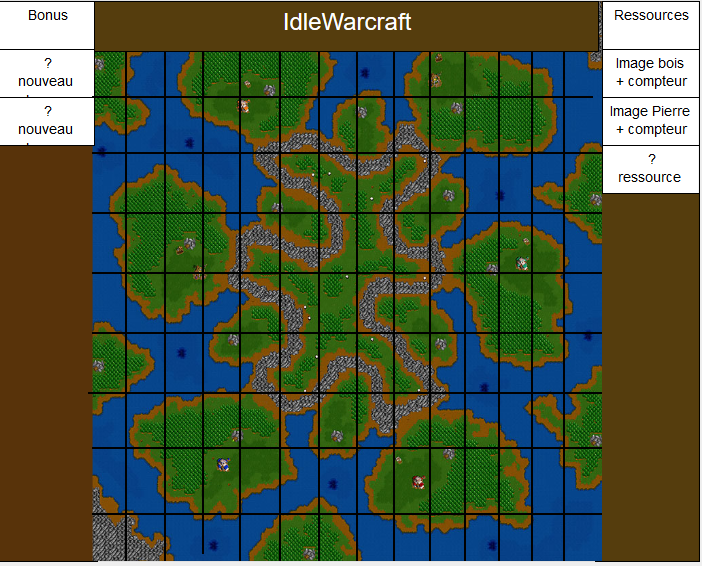 Bonus
IdleWarcraft
Ressources
?
nouveau
?
nouveau
Image bois
+ compteur
Image Pierre
+ compteur
?
ressource